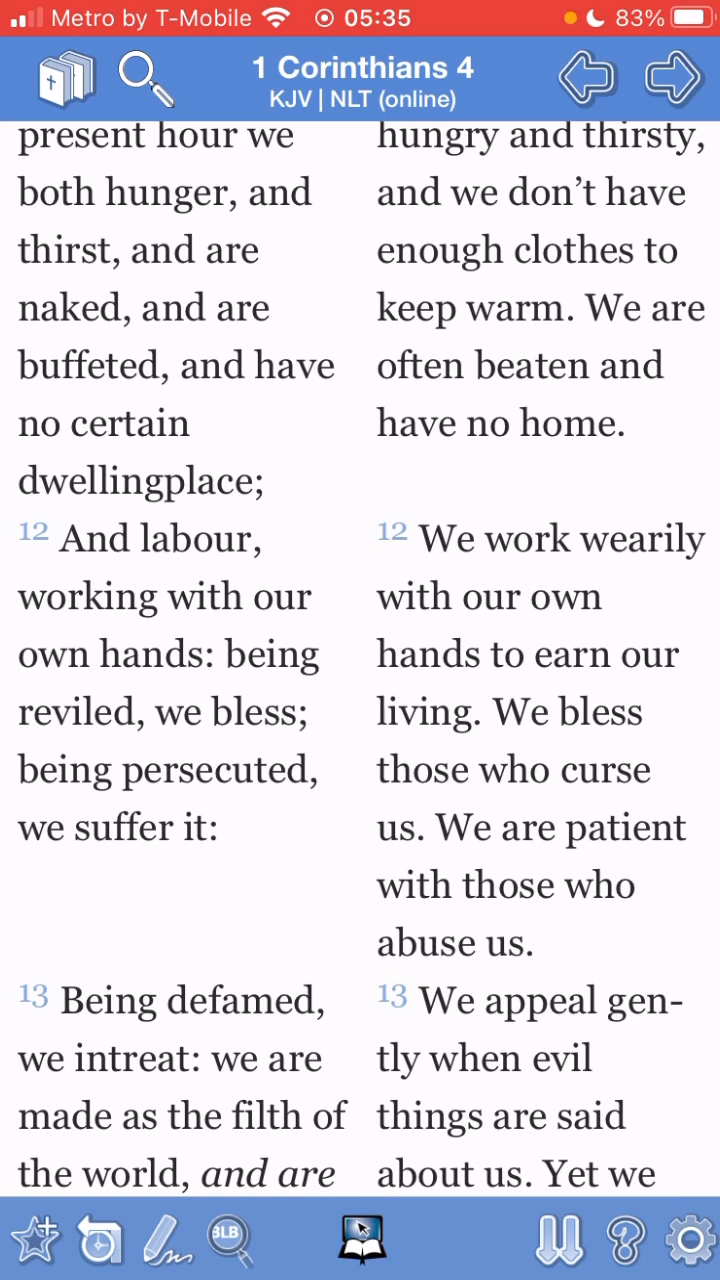 Metro by T-Mobile 05:35 83%
1 Corinthians 4
KJV | NLT (online)
present hour we
both hunger, and
thirst, and are
naked, and are
buffeted, and have
no certain
dwellingplace;
12 And labour,
working with our
own hands: being
reviled, we bless;
being persecuted,
we suffer it:
13 Being defamed,
we intreat: we are
made as the filth of
the world, and are
hungry and thirsty,
and we don’t have
enough clothes to
keep warm. We are
often beaten and
have no home.
12 We work wearily
with our own
hands to earn our
living. We bless
those who curse
us. We are patient
with those who
abuse us.
13 We appeal gen-
tly when evil
things are said
about us. Yet we
BLB